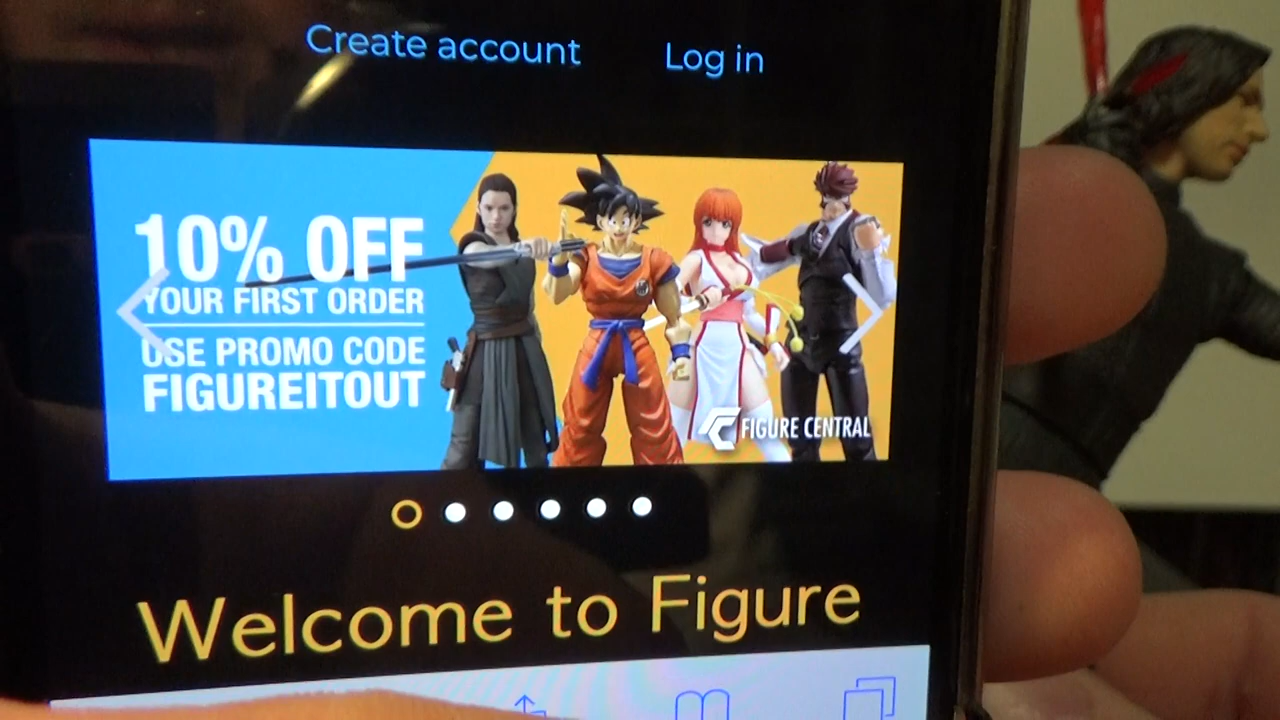 Create account Log in
10% OFF
YOUR FIRST ORDER
USE PROMO CODE
FIGUREITOUT
FIGURE CENTRAL
Welcome to Figure